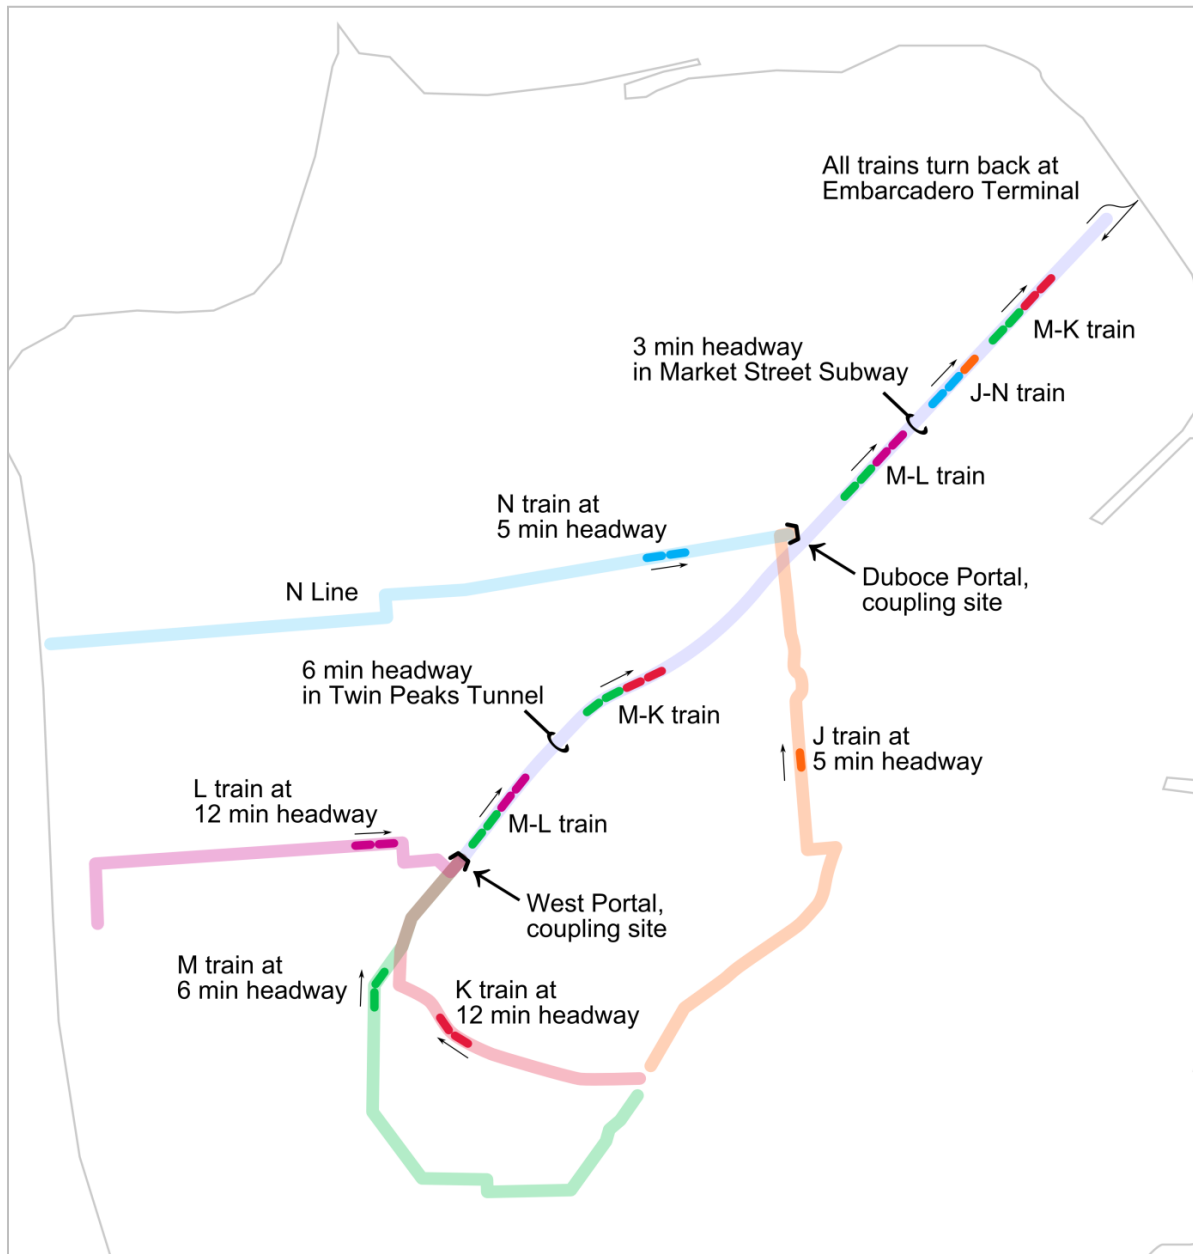 All trains turn back at
Embarcadero Terminal
M-K train
3 min headway
in Market Street Subway
J-N train
M-L train
N train at
5 min headway
Duboce Portal,
coupling site
N Line
6 min headway
in Twin Peaks Tunnel
M-K train
J train at
5 min headway
L train at
12 min headway
M-L train
West Portal,
coupling site
M train at
6 min headway
K train at
12 min headway